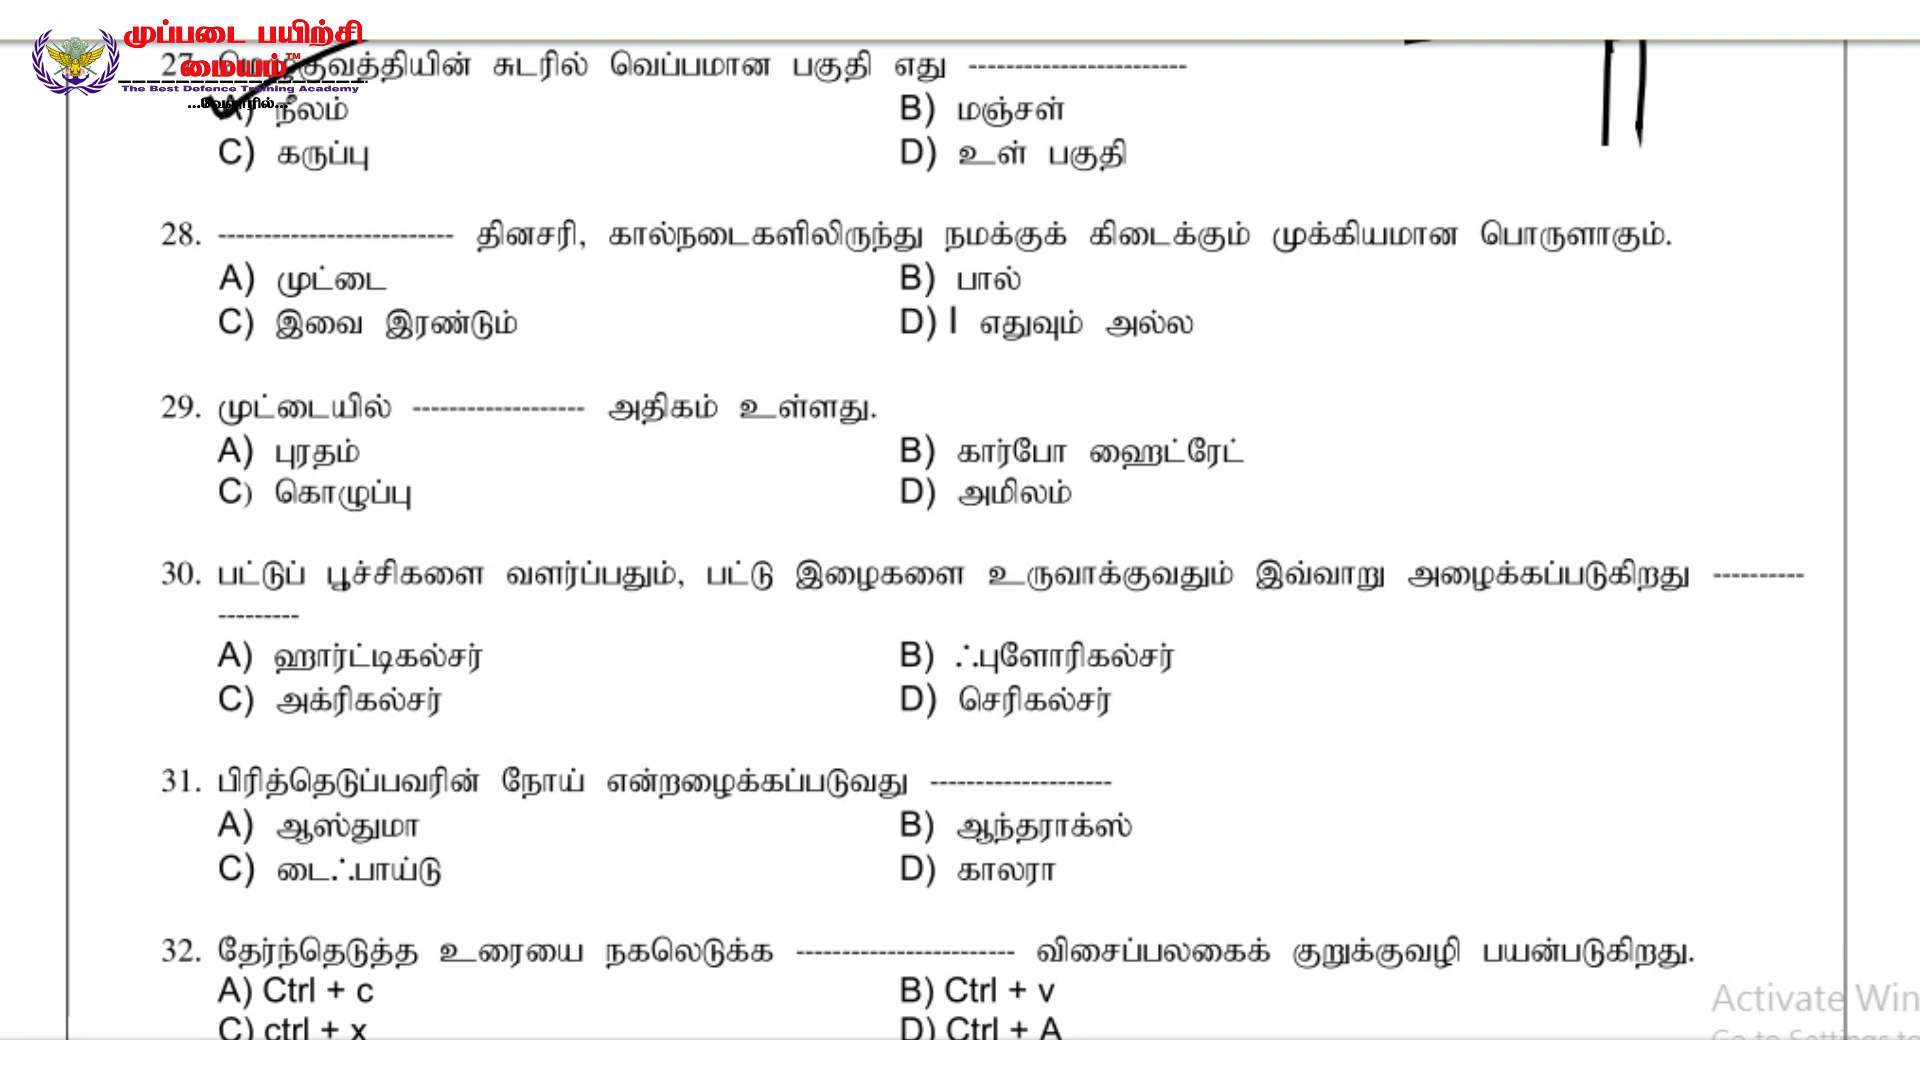 முப்படை பயிற்சி
மையம்™
The Best Defence Training Academy
...வேலூரில்...
27. சுடரில் வெப்பமான பகுதி எது ------------------------
A) நீலம் B) மஞ்சள்
C) கருப்பு D) உள் பகுதி
28. -------------------------- தினசரி, கால்நடைகளிலிருந்து நமக்குக் கிடைக்கும் முக்கியமான பொருளாகும்.
A) முட்டை B) பால்
C) இவை இரண்டும் D) l எதுவும் அல்ல
29. முட்டையில் ------------------- அதிகம் உள்ளது.
A) புரதம் B) கார்போ ஹைட்ரேட்
C) கொழுப்பு D) அமிலம்
30. பட்டுப் பூச்சிகளை வளர்ப்பதும், பட்டு இழைகளை உருவாக்குவதும் இவ்வாறு அழைக்கப்படுகிறது ----------
---------
A) ஹார்ட்டிகல்சர் B) ஃபுளோரிகல்சர்
C) அக்ரிகல்சர் D) செரிகல்சர்
31. பிரித்தெடுப்பவரின் நோய் என்றழைக்கப்படுவது --------------------
A) ஆஸ்துமா B) ஆந்தராக்ஸ்
C) டைஃபாய்டு D) காலரா
32. தேர்ந்தெடுத்த உரையை நகலெடுக்க ------------------------ விசைப்பலகைக் குறுக்குவழி பயன்படுகிறது.
A) Ctrl + c B) Ctrl + v
C) ctrl + x D) Ctrl + A
Activate Win